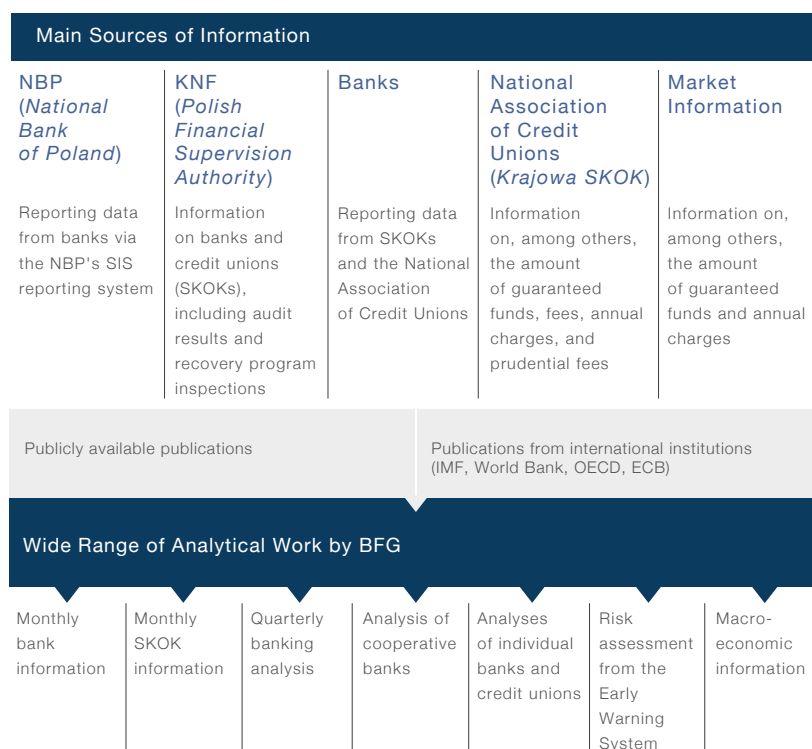 Main Sources of Information
NBP
(National
Bank
of Poland)
Reporting data
from banks via
the NBP's SIS
reporting system
KNF
(Polish
Financial
Supervision
Authority)
Information
on banks and
credit unions
(SKOKs),
including audit
results and
recovery program
inspections
Banks
Reporting data
from SKOKs
and the National
Association
of Credit Unions
National
Association
of Credit
Unions
(Krajowa SKOK)
Information
on, among others,
the amount
of guaranteed
funds, fees, annual
charges, and
prudential fees
Market
Information
Information on,
among others,
the amount
of guaranteed
funds and annual
charges
Publicly available publications
Publications from international institutions
(IMF, World Bank, OECD, ECB)
Wide Range of Analytical Work by BFG
Monthly
bank
information
Monthly
SKOK
information
Quarterly
banking
analysis
Analysis of
cooperative
banks
Analyses
of individual
banks and
credit unions
Risk
assessment
from the
Early
Warning
System
Macro-
economic
information